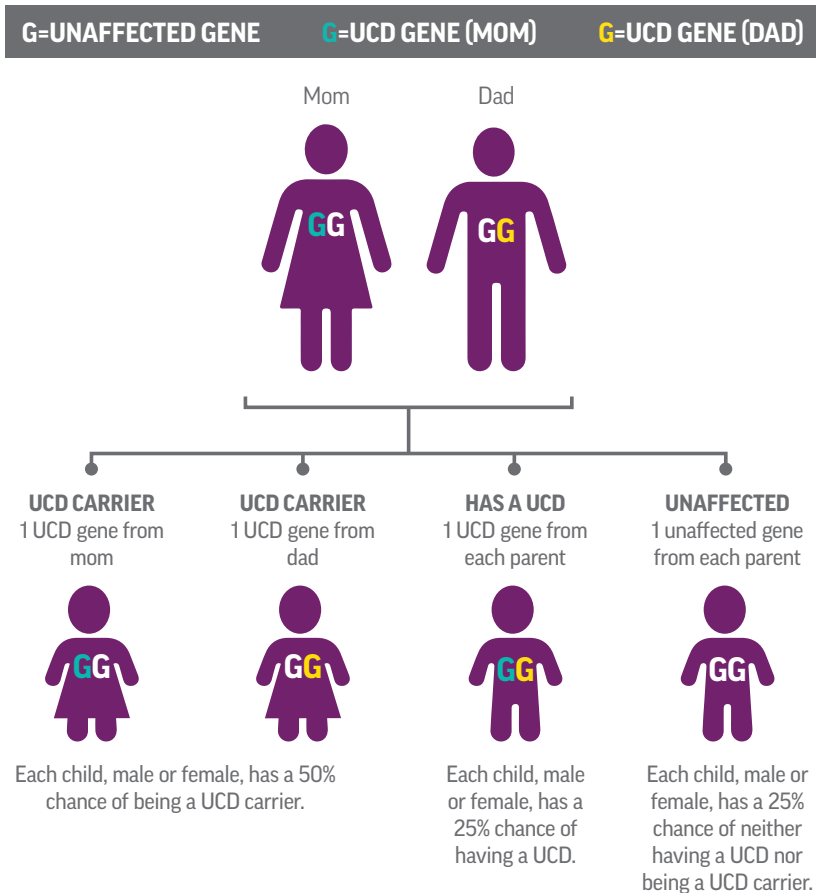 G=UNAFFECTED GENE G=UCD GENE (MOM) G=UCD GENE (DAD)
Mom Dad
GG GG
UCD CARRIER
1 UCD gene from
mom
UCD CARRIER
1 UCD gene from
dad
HAS A UCD
1 UCD gene from
each parent
UNAFFECTED
1 unaffected gene
from each parent
GG GG GG GG
Each child, male or female, has a 50%
chance of being a UCD carrier.
Each child, male
or female, has a
25% chance of
having a UCD.
Each child, male or
female, has a 25%
chance of neither
having a UCD nor
being a UCD carrier.